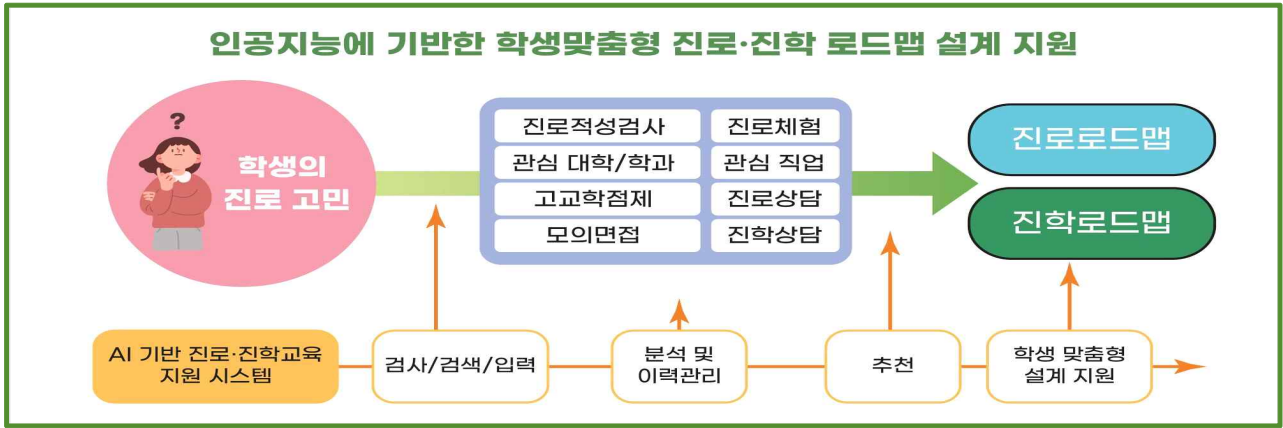 인공지능에 기반한 학생맞춤형 진로·진학 로드맵 설계 지원
?
학생의
진로 고민
진로적성검사
진로체험
관심 대학/학과
관심 직업
고교학점제
진로상담
모의면접
진학상담
진로로드맵
진학로드맵
AI 기반 진로·진학교육
지원 시스템
검사/검색/입력
분석 및
이력관리
추천
학생 맞춤형
설계 지원